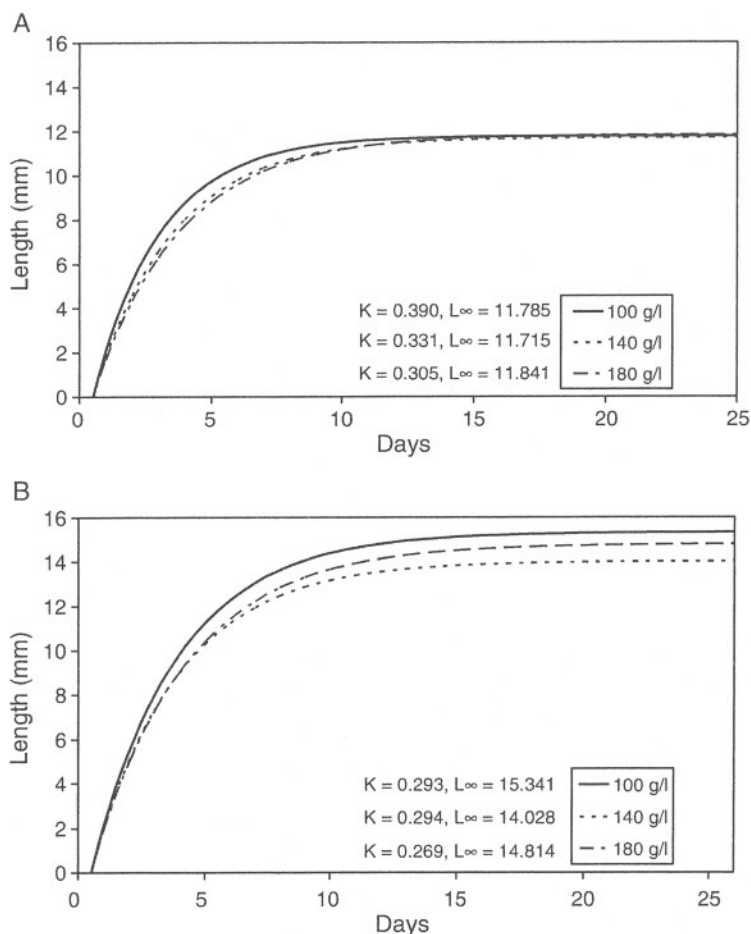 A
16
14
12
10
8
6
4
2
0
Length (mm)
K = 0.390, L∞ = 11.785
100 g/l
K = 0.331, L∞ = 11.715
140 g/l
K = 0.305, L∞ = 11.841
180 g/l
0 5 10 15 20 25
Days
B
16
14
12
10
8
6
4
2
0
Length (mm)
K = 0.293, L∞ = 15.341
100 g/l
K = 0.294, L∞ = 14.028
140 g/l
K = 0.269, L∞ = 14.814
180 g/l
0 5 10 15 20 25
Days